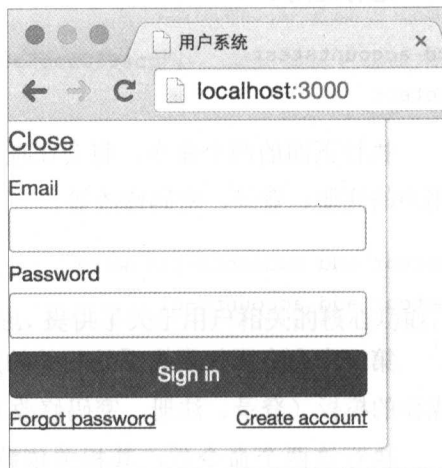 用户系统
localhost:3000
Close
Email
Password
Sign in
Forgot password Create account